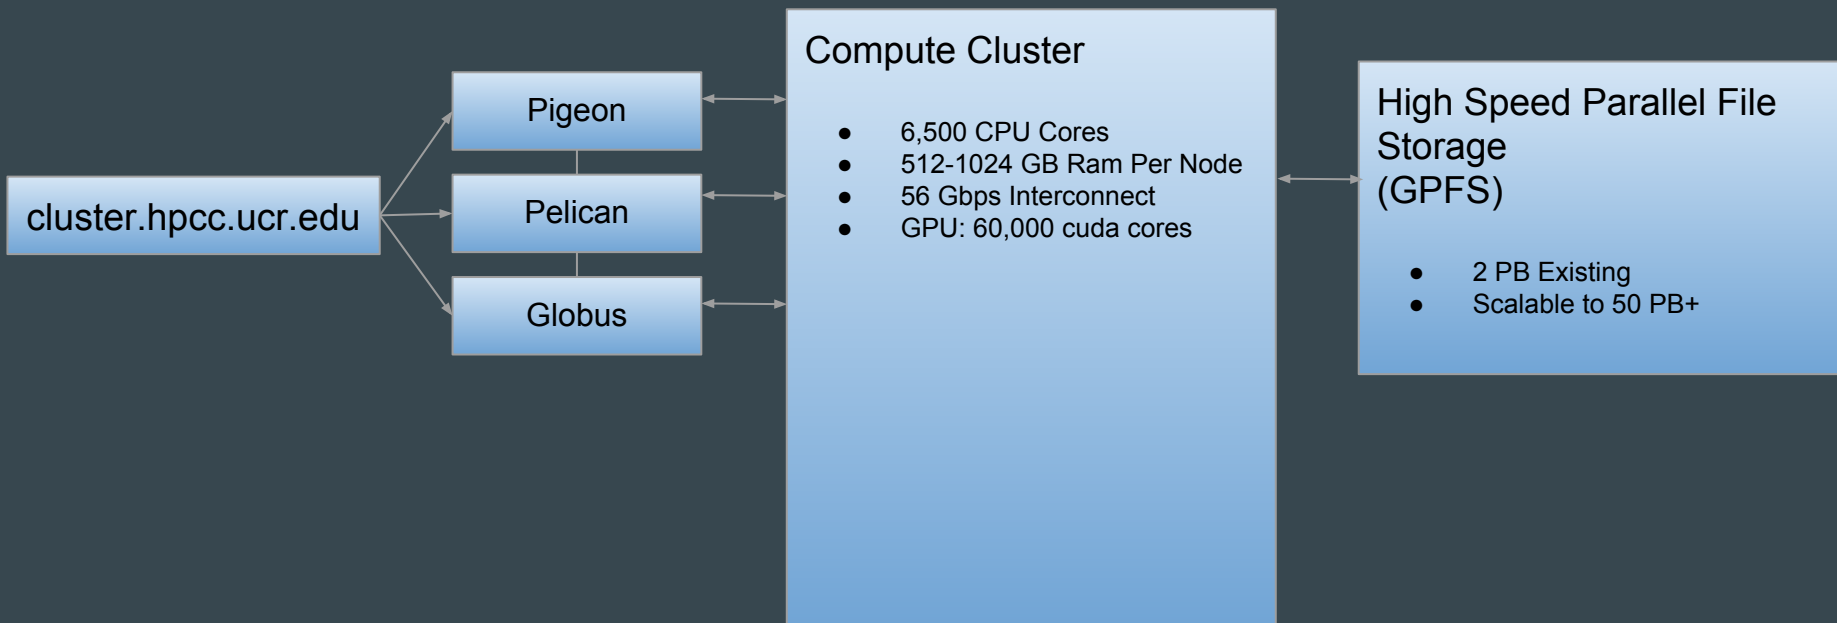 cluster.hpcc.ucr.edu
Pigeon
Pelican
Globus
Compute Cluster
● 6,500 CPU Cores
● 512-1024 GB Ram Per Node
● 56 Gbps Interconnect
● GPU: 60,000 cuda cores
High Speed Parallel File
Storage
(GPFS)
● 2 PB Existing
● Scalable to 50 PB+